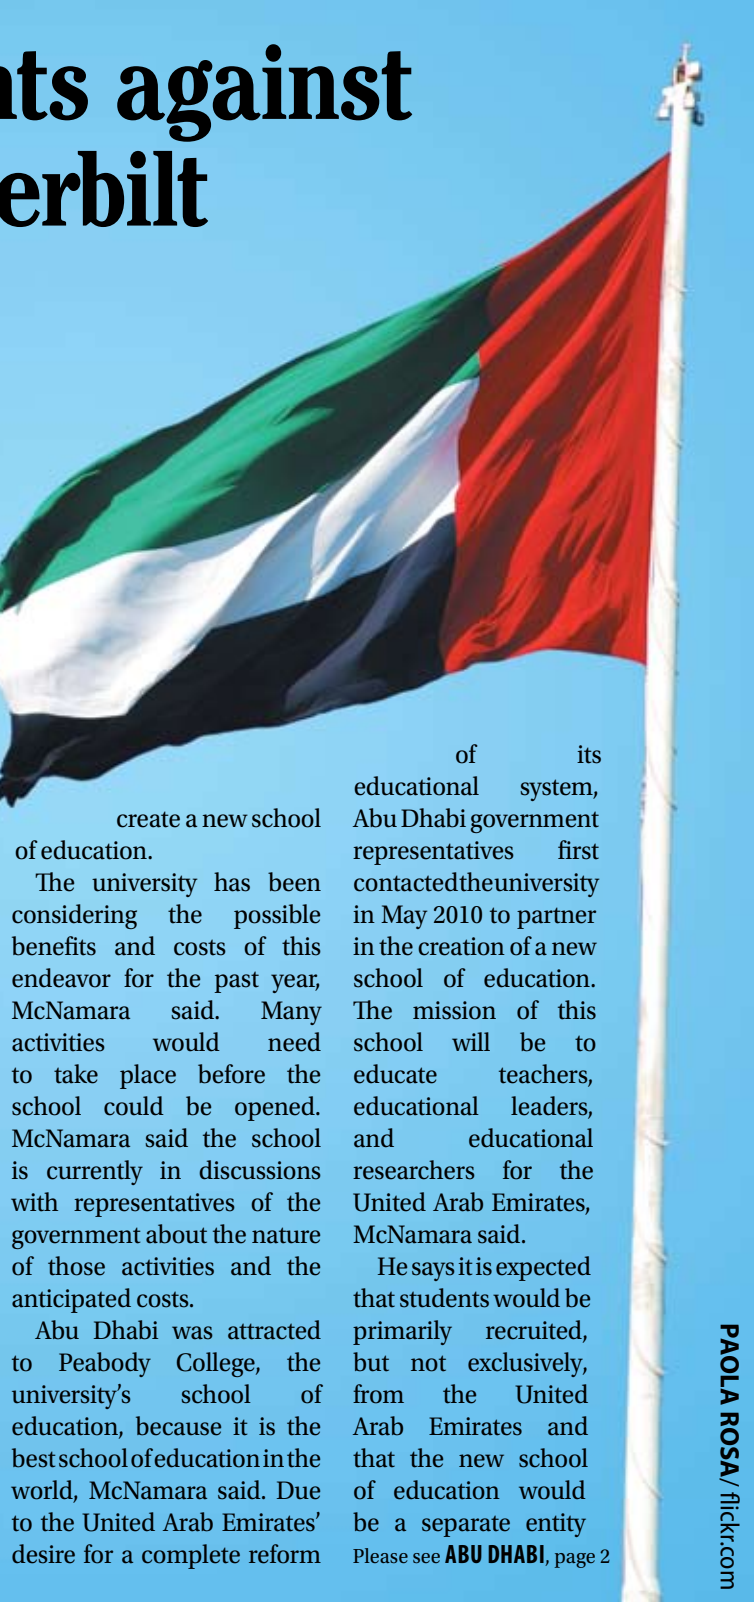 nts against
erbilt
create a new school
of education.
The university has been
considering the possible
benefits and costs of this
endeavor for the past year,
McNamara said. Many
activities would need
to take place before the
school could be opened.
McNamara said the school
is currently in discussions
with representatives of the
government about the nature
of those activities and the
anticipated costs.
Abu Dhabi was attracted
to Peabody College, the
university's school of
education, because it is the
best school of education in the
world, McNamara said. Due
to the United Arab Emirates'
desire for a complete reform
of its
educational system,
Abu Dhabi government
representatives first
contacted the university
in May 2010 to partner
in the creation of a new
school of education.
The mission of this
school will be to
educate teachers,
educational leaders,
and educational
researchers for the
United Arab Emirates,
McNamara said.
He says it is expected
that students would be
primarily recruited,
but not exclusively,
from the United
Arab Emirates and
that the new school
of education would
be a separate entity
Please see ABU DHABI, page 2
PAOLA ROSA/ flickr.com